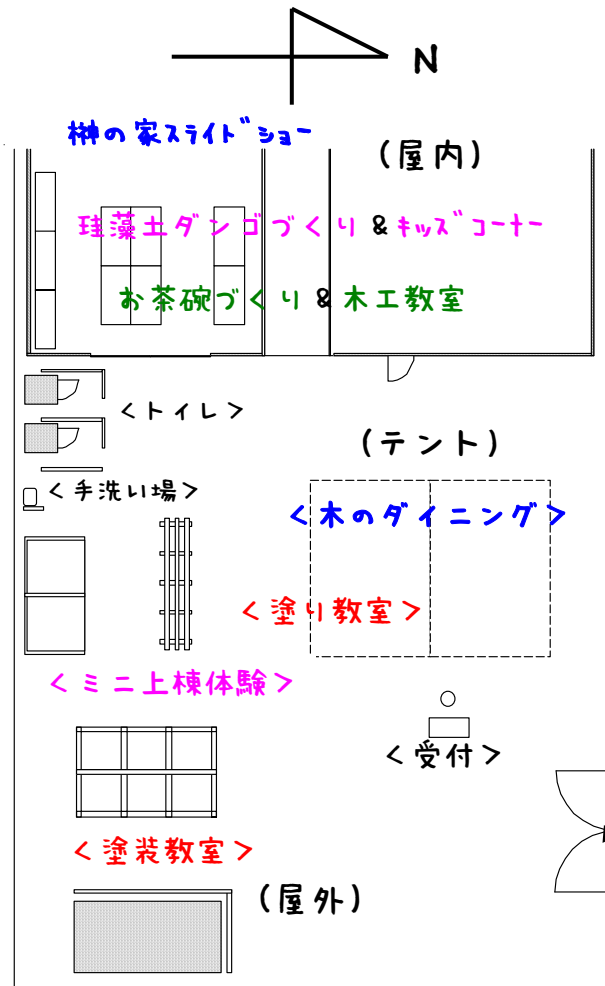 N
榊の家スライドショー
(屋内)
珪藻土ダンゴづくり & キッズコーナー
お茶碗づくり & 木工教室
<トイレ>
(テント)
<手洗い場>
<木のダイニング>
<塗り教室>
<ミニ上棟体験>
<受付>
<塗装教室>
(屋外)